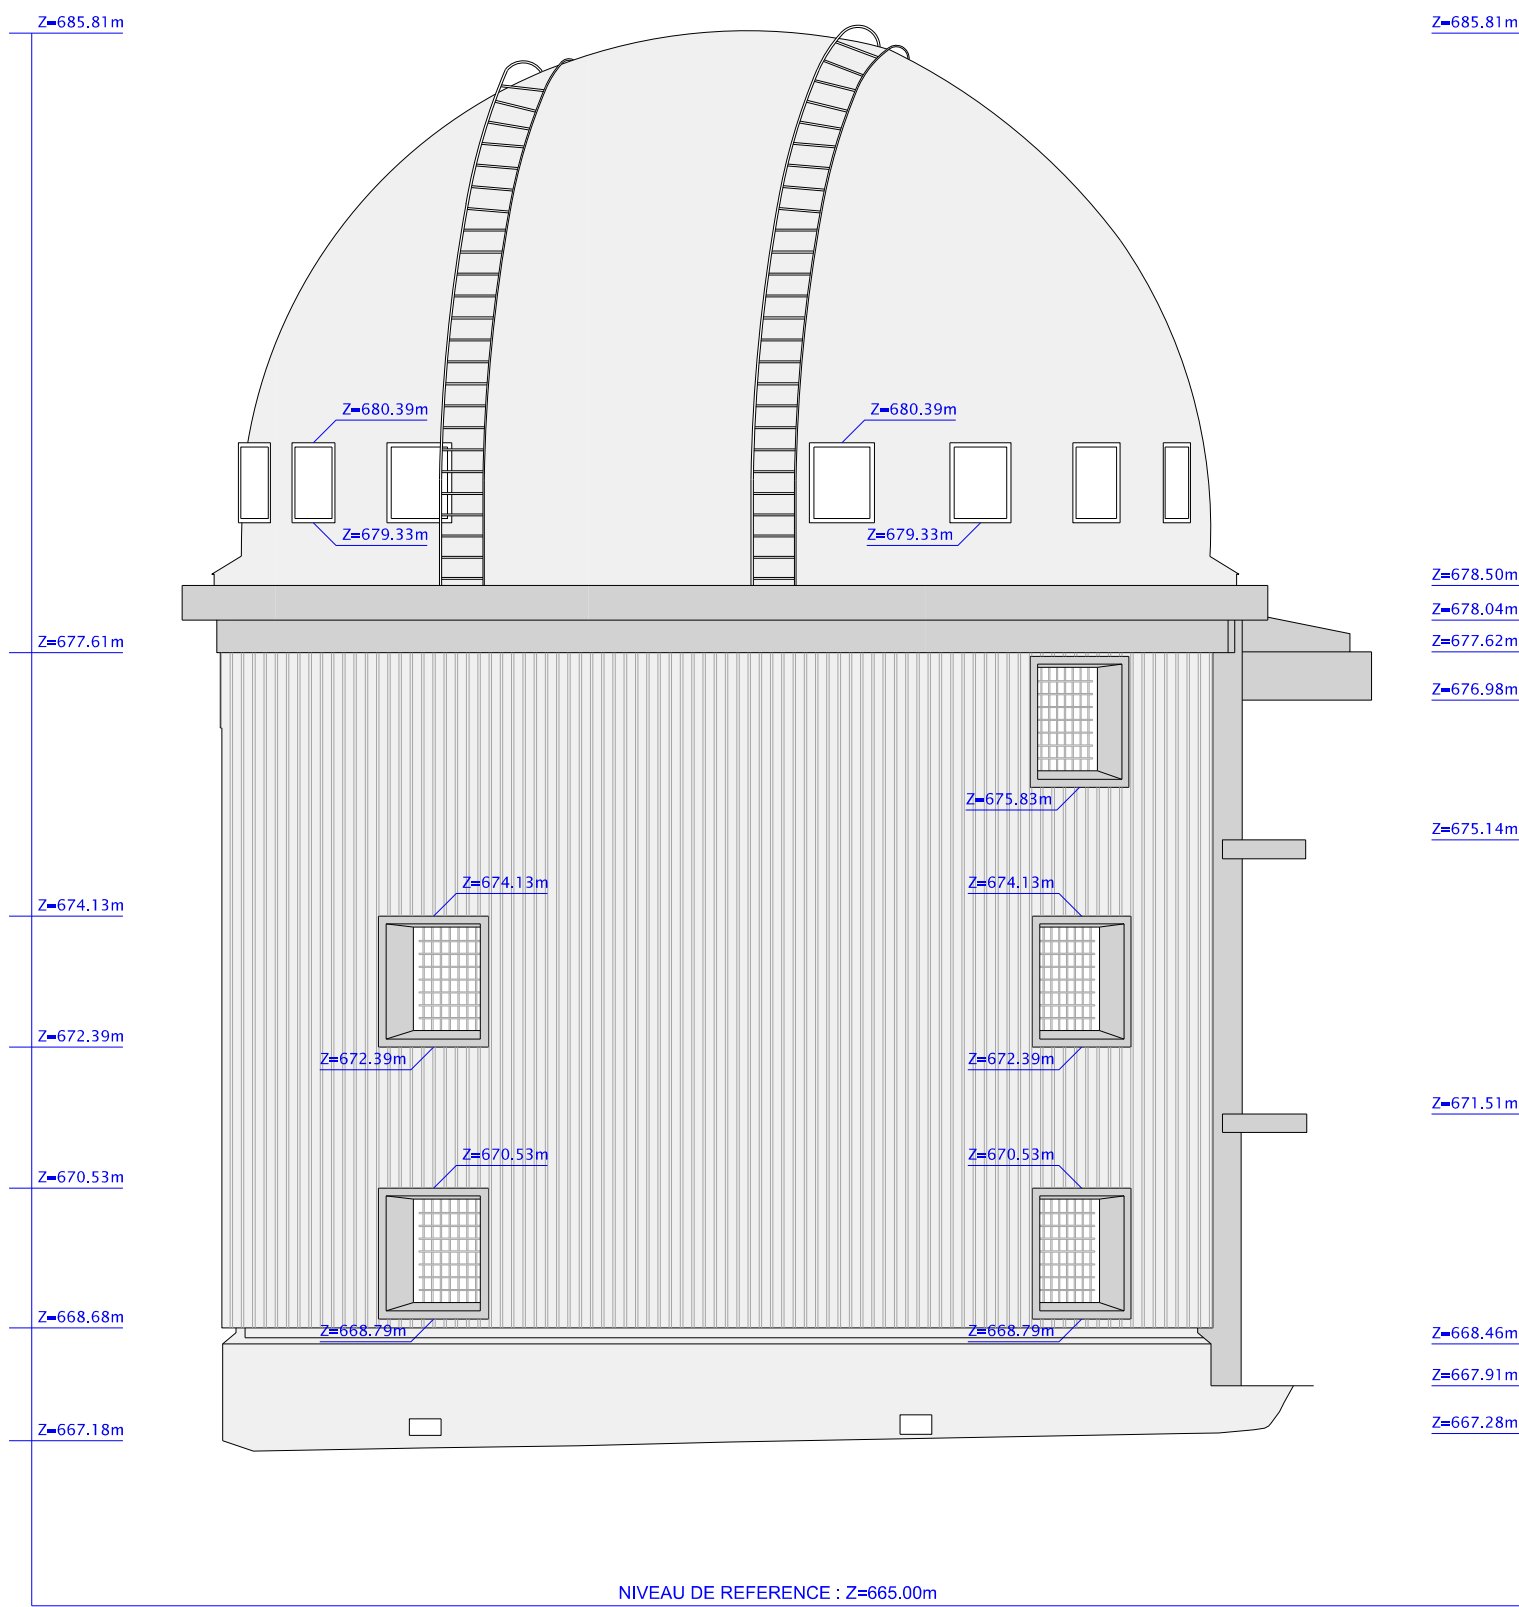 Z=685.81m Z=685.81m
Z=680.39m Z=680.39m
Z=679.33m Z=679.33m
Z=678.50m
Z=678.04m
Z=677.61m Z=677.62m
Z=676.98m
Z=675.83m
Z=675.14m
Z=674.13m Z=674.13m Z=674.13m
Z=672.39m Z=672.39m Z=672.39m
Z=671.51m
Z=670.53m Z=670.53m Z=670.53m
Z=668.68m Z=668.79m Z=668.79m
Z=668.46m
Z=667.91m
Z=667.18m Z=667.28m
NIVEAU DE REFERENCE : Z=665.00m